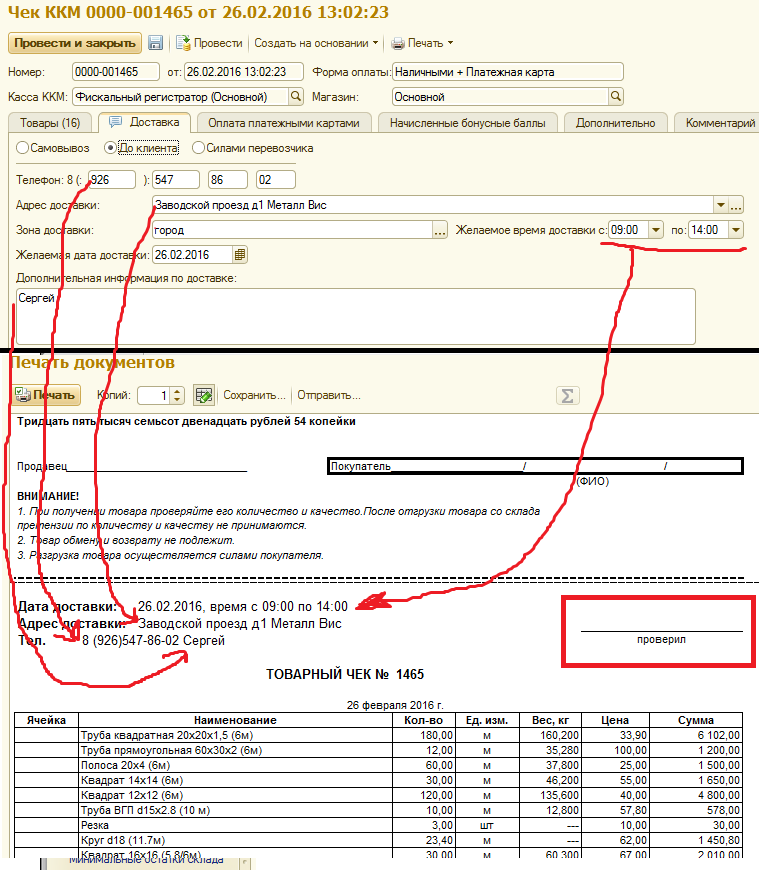 Чек ККМ 0000-001465 от 26.02.2016 13:02:23
Провести и закрыть Провести Создать на основании Печать
Номер: 0000-001465 от: 26.02.2016 13:02:23 Форма оплаты: Наличными + Платежная карта
Касса ККМ: Фискальный регистратор (Основной) Магазин: Основной
Товары (16) Доставка Оплата платежными картами Начисленные бонусные баллы Дополнительно Комментарий
Самовывоз До клиента Силами перевозчика
Телефон: 8 (: 926 ): 547 86 02
Адрес доставки: Заводской проезд д1 Металл Вис
Зона доставки: город ... Желаемое время доставки с: 09:00 по: 14:00
Желаемая дата доставки: 26.02.2016
Дополнительная информация по доставке:
Сергей
Печать документов
Печать Копий: 1 Сохранить... Отправить... Σ
Тридцать пять тысяч семьсот двенадцать рублей 54 копейки
Продавец Покупатель / /
(ФИО)
ВНИМАНИЕ!
1. При получении товара проверяйте его количество и качество.После отгрузки товара со склада
претензии по количеству и качеству не принимаются.
2. Товар обмену и возврату не подлежит.
3. Разгрузка товара осуществляется силами покупателя.
Дата доставки: 26.02.2016, время с 09:00 по 14:00
Адрес доставки: Заводской проезд д1 Металл Вис
Тел. 8 (926)547-86-02 Сергей
проверил
ТОВАРНЫЙ ЧЕК № 1465
26 февраля 2016 г.
Ячейка Наименование Кол-во Ед. изм. Вес, кг Цена Сумма
Труба квадратная 20х20х1,5 (6м) 180,00 м 160,200 33,90 6 102,00
Труба прямоугольная 60х30х2 (6м) 12,00 м 35,280 100,00 1 200,00
Полоса 20х4 (6м) 60,00 м 37,800 25,00 1 500,00
Квадрат 14х14 (6м) 30,00 м 46,200 55,00 1 650,00
Квадрат 12х12 (6м) 120,00 м 135,600 40,00 4 800,00
Труба ВГП d15х2.8 (10 м) 10,00 м 12,800 57,80 578,00
Резка 3,00 шт --- 10,00 30,00
Круг d18 (11.7м) 23,40 м --- 62,00 1 450,80
Квадрат 16х16 (5,8/6м) 30,00 м 60,300 67,00 2 010,00
Минимальные остатки склада